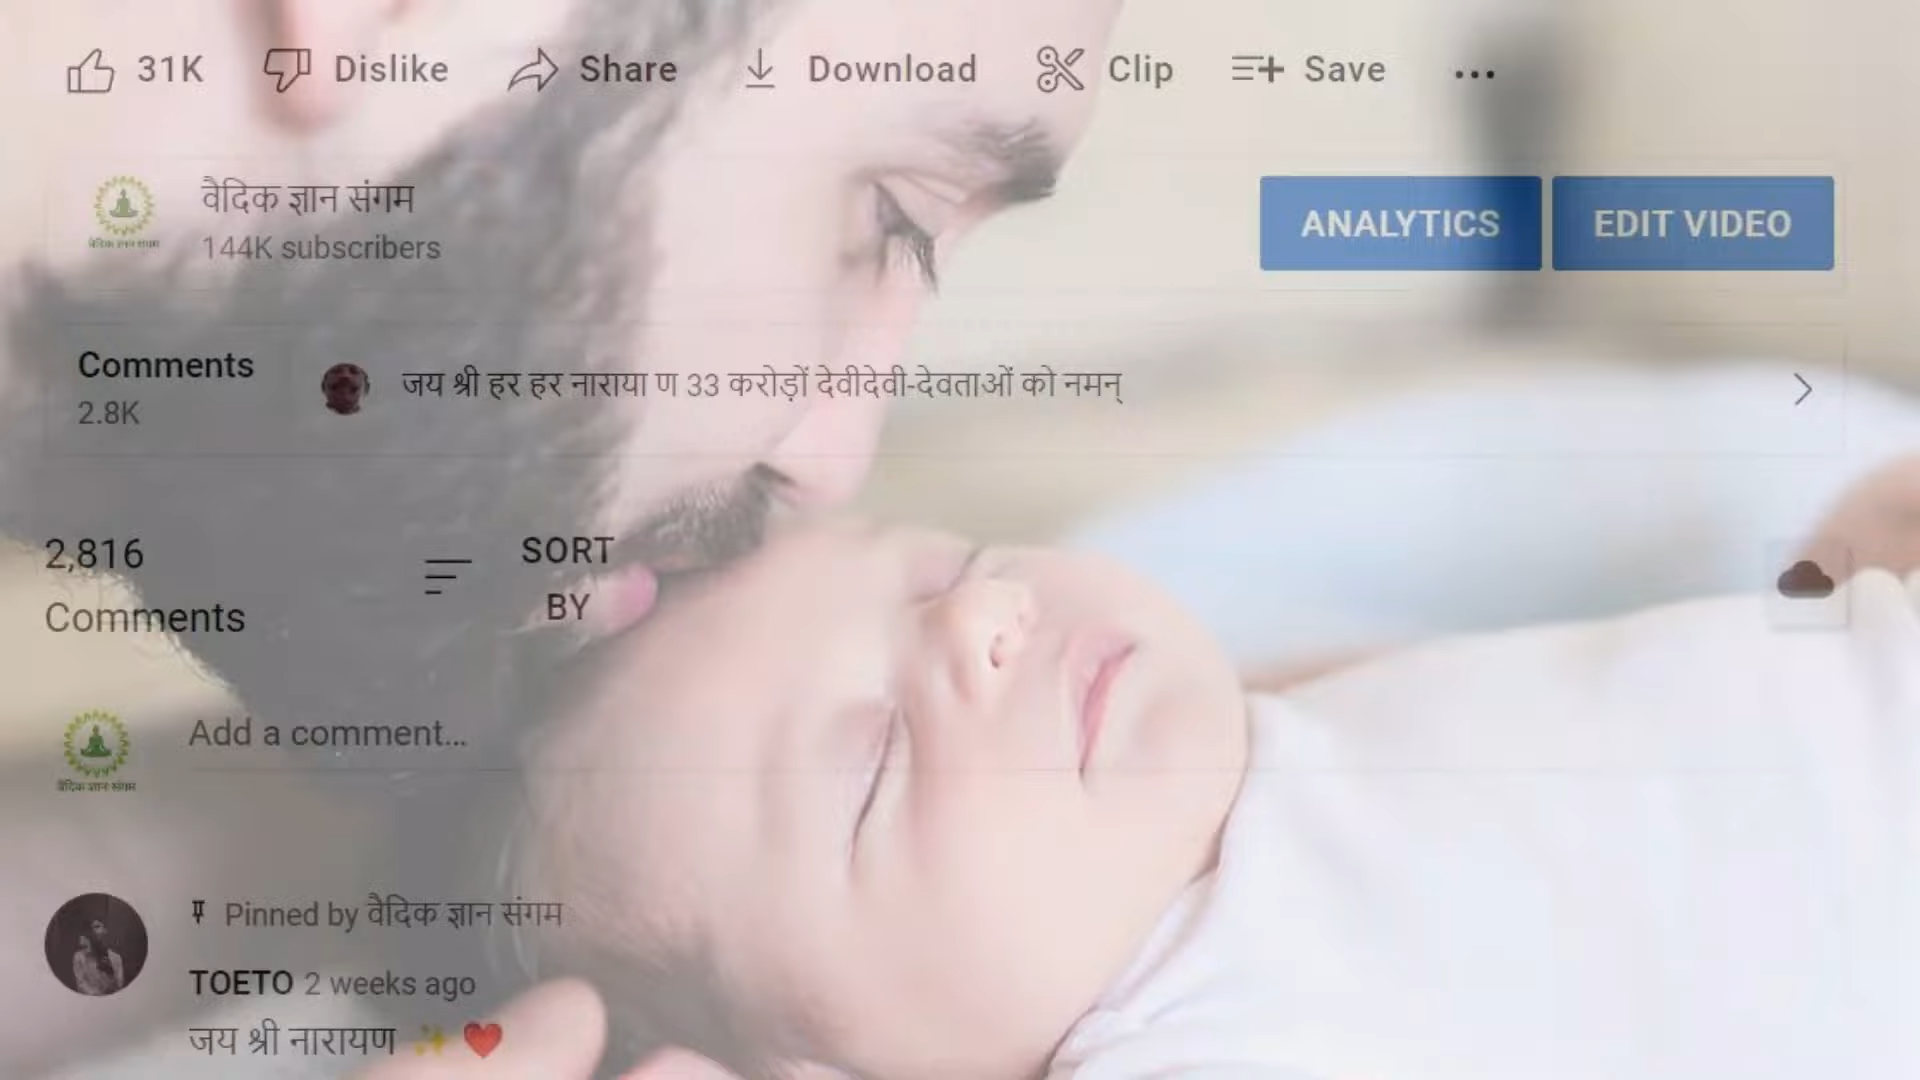 31K Dislike Share Download Clip Save
वैदिक ज्ञान संगम
144K subscribers
ANALYTICS EDIT VIDEO
वैदिक ज्ञान संगम
Comments
2.8K
जय श्री हर हर नाराया ण 33 करोड़ों देवीदेवी-देवताओं को नमन्
2,816
Comments
SORT
BY
Add a comment...
वैदिक ज्ञान संगम
Pinned by वैदिक ज्ञान संगम
TOETO 2 weeks ago
जय श्री नारायण ✨ ❤️